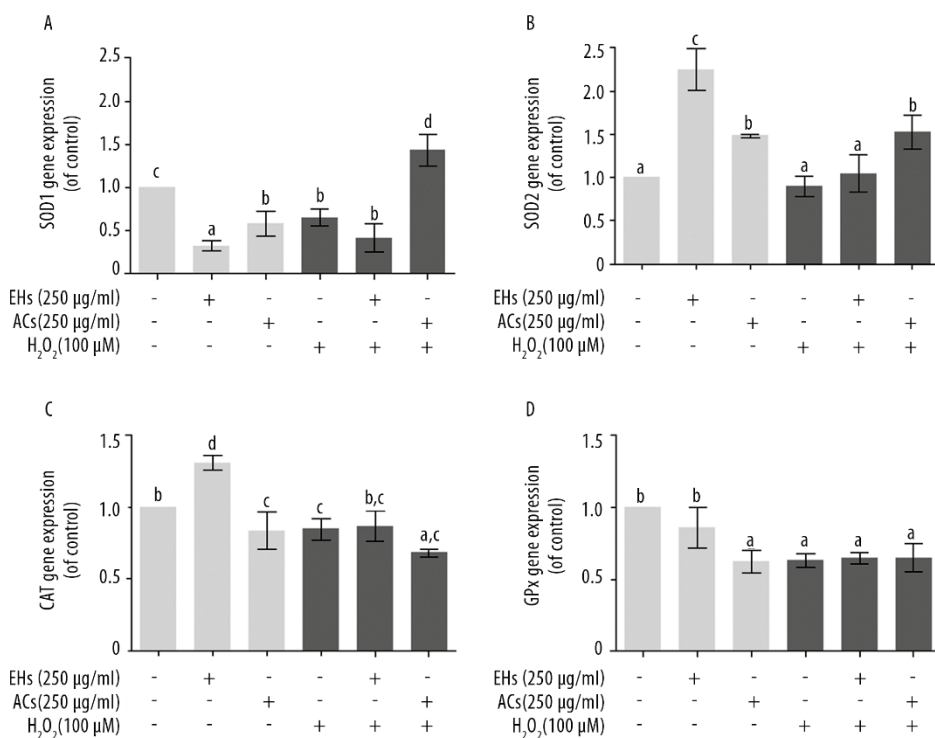 A
SOD1 gene expression
(of control)
2.5
2.0
1.5
1.0
0.5
0
c
a
b
b
b
d
EHs (250 µg/ml) - + - - + -
ACs(250 µg/ml) - - + - - +
H₂O₂(100 µM) - - - + + +
B
SOD2 gene expression
(of control)
2.5
2.0
1.5
1.0
0.5
0
a
c
b
a
a
b
EHs (250 µg/ml) - + - - + -
ACs(250 µg/ml) - - + - - +
H₂O₂(100 µM) - - - + + +
C
CAT gene expression
(of control)
1.5
1.0
0.5
0
b
d
c
c
b,c
a,c
EHs (250 µg/ml) - + - - + -
ACs(250 µg/ml) - - + - - +
H₂O₂(100 µM) - - - + + +
D
GPx gene expression
(of control)
1.5
1.0
0.5
0
b
b
a
a
a
a
EHs (250 µg/ml) - + - - + -
ACs(250 µg/ml) - - + - - +
H₂O₂(100 µM) - - - + + +